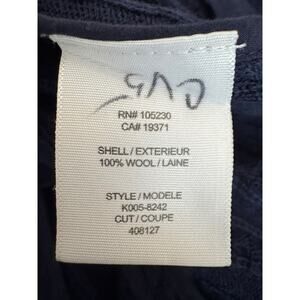 RN# 105230
CA# 19371
SHELL / EXTERIEUR
100% WOOL / LAINE
STYLE / MODELE
K005-8242
CUT / COUPE
408127